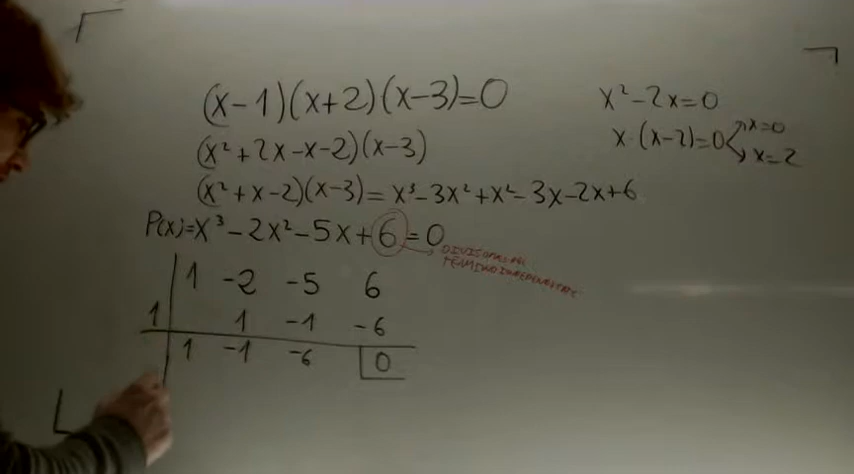 (x-1)(x+2)(x-3)=0
(x²+2x-x-2)(x-3)
(x²+x-2)(x-3)=x³-3x²+x²-3x-2x+6
P(x)=x³-2x²-5x+6=0
DIVISORES DEL
TERMINO INDEPENDIENTE
1 -2 -5 6
1 1 -1 -6
1 -1 -6 0
x²-2x=0
x·(x-2)=0
x=0
x=2